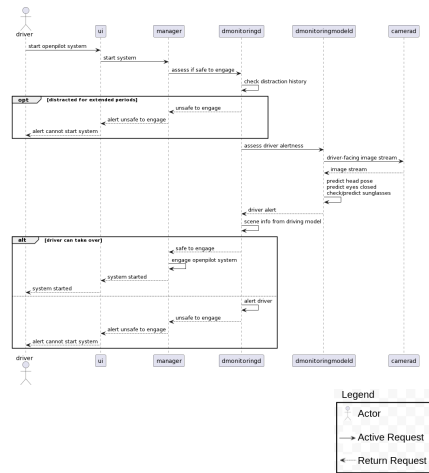 driver
ui
manager
dmonitoringd
dmonitoringmodeld
camerad
start openpilot system
start system
assess if safe to engage
check distraction history
opt
[distracted for extended periods]
unsafe to engage
alert unsafe to engage
alert cannot start system
assess driver alertness
driver-facing image stream
image stream
predict head pose
predict eyes closed
check/predict sunglasses
driver alert
scene info from driving model
alt
[driver can take over]
safe to engage
engage openpilot system
system started
system started
alert driver
unsafe to engage
alert unsafe to engage
alert cannot start system
driver
ui
manager
dmonitoringd
dmonitoringmodeld
camerad
Legend
Actor
Active Request
Return Request